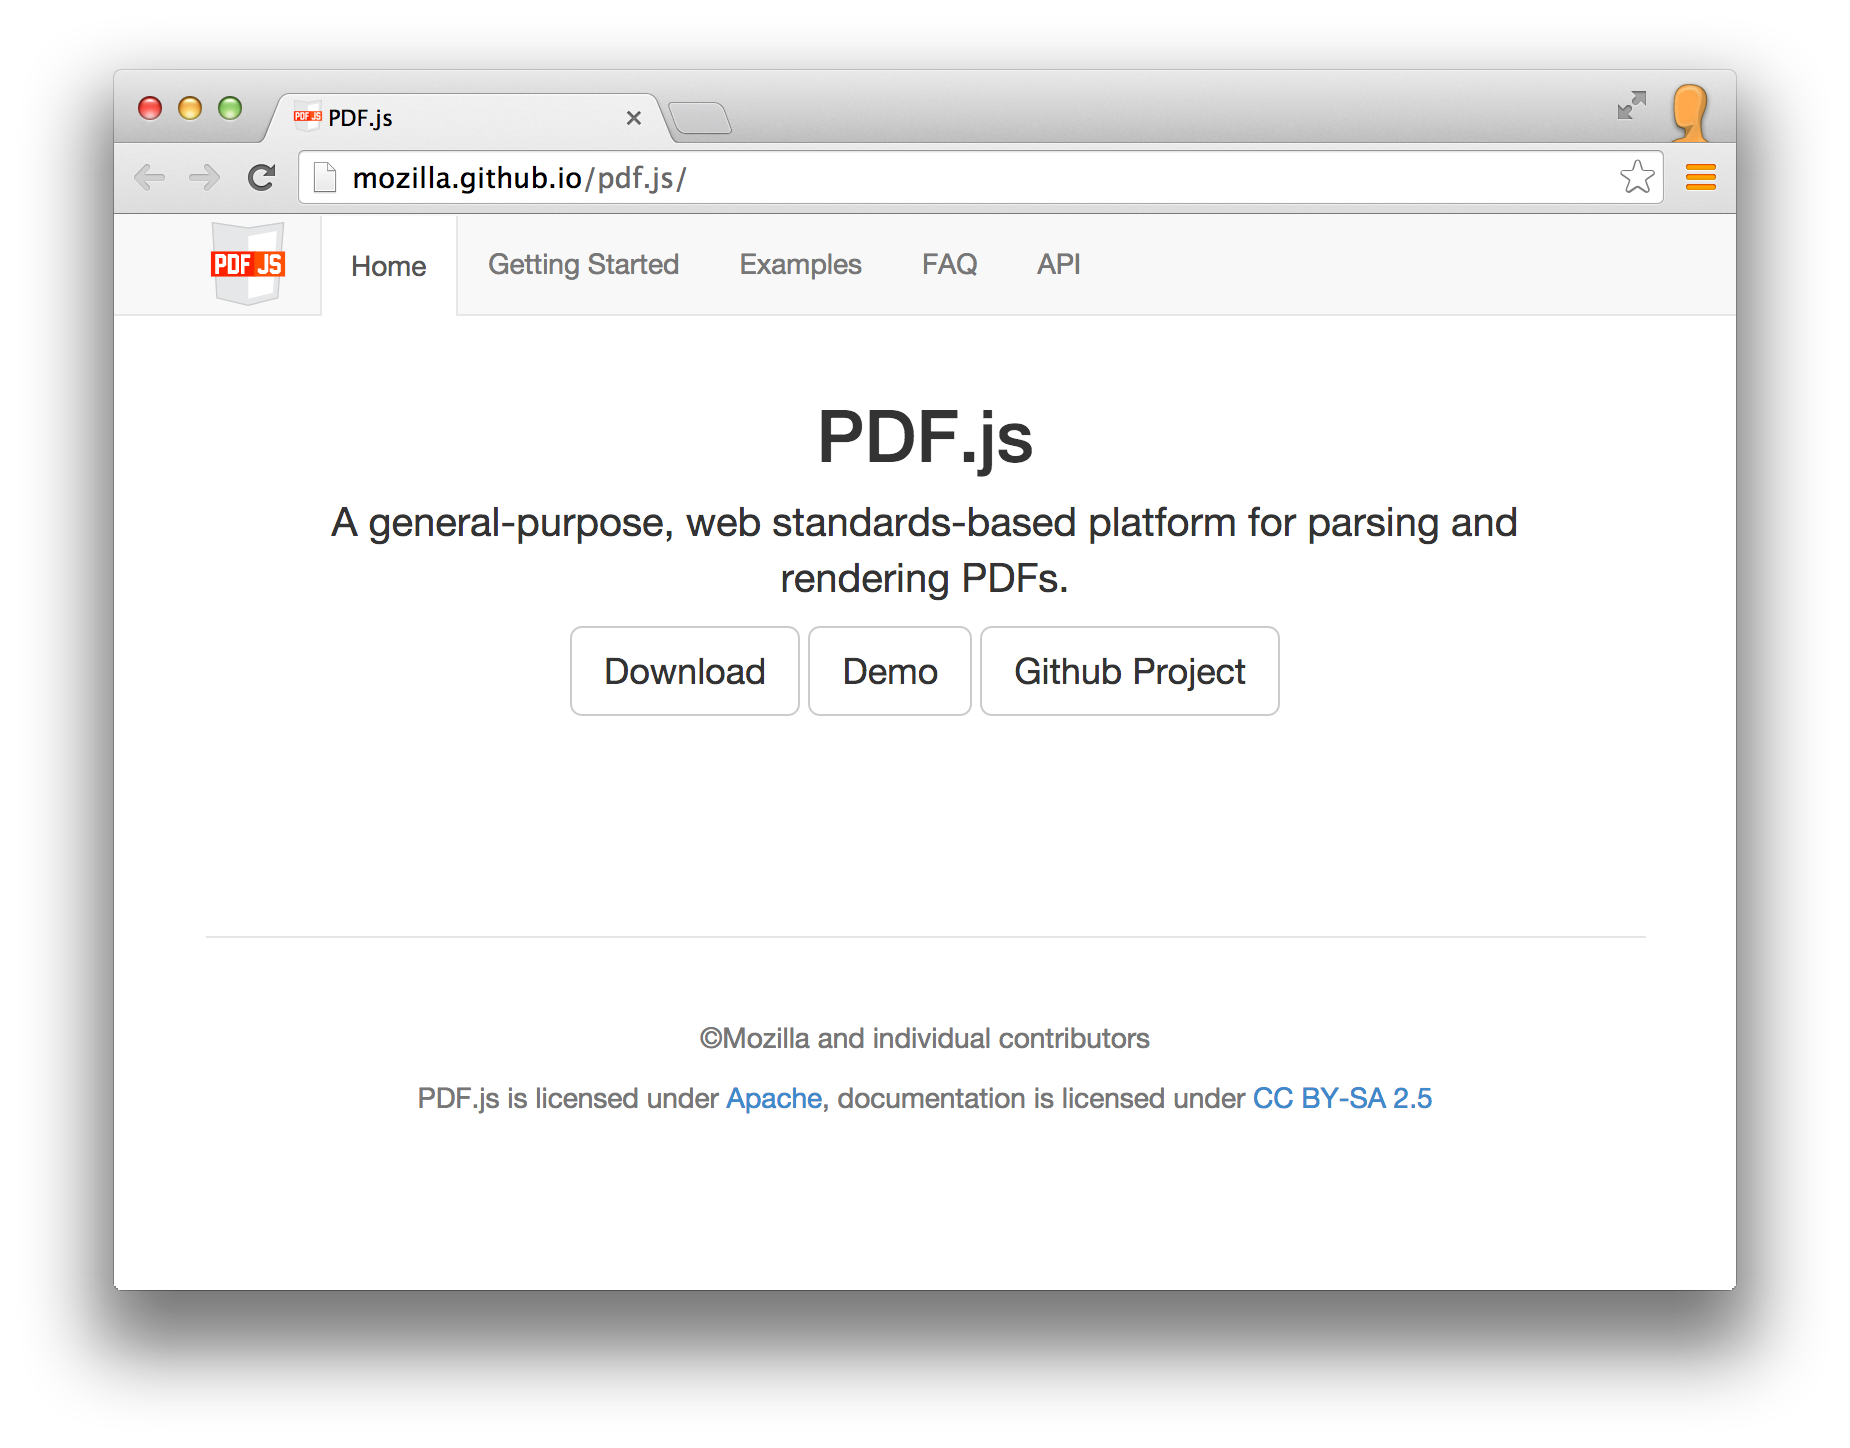 PDF JS PDF.js
mozilla.github.io/pdf.js/
PDF JS Home Getting Started Examples FAQ API
PDF.js
A general-purpose, web standards-based platform for parsing and
rendering PDFs.
Download Demo Github Project
©Mozilla and individual contributors
PDF.js is licensed under Apache, documentation is licensed under CC BY-SA 2.5